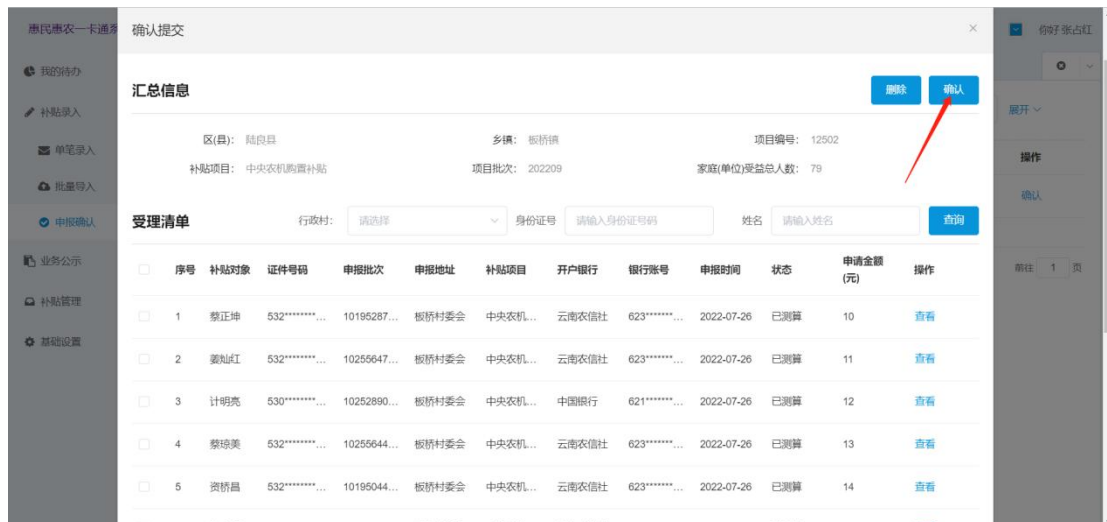 惠民惠农一卡通系
确认提交
你好 张占红
我的待办
补贴录入
单笔录入
批量导入
申报确认
业务公示
补贴管理
基础设置
汇总信息 删除 确认
展开
区(县): 陆良县 乡镇: 板桥镇 项目编号: 12502
补贴项目: 中央农机购置补贴 项目批次: 202209 家庭(单位)受益总人数: 79
操作
确认
受理清单 行政村: 请选择 身份证号 请输入身份证号码 姓名 请输入姓名 查询
前往 1 页
序号 补贴对象 证件号码 申报批次 申报地址 补贴项目 开户银行 银行账号 申报时间 状态 申请金额(元) 操作
1 蔡正坤 532********... 10195287... 板桥村委会 中央农机... 云南农信社 623*******... 2022-07-26 已测算 10 查看
2 姜灿红 532********... 10255647... 板桥村委会 中央农机... 云南农信社 623*******... 2022-07-26 已测算 11 查看
3 计明亮 530********... 10252890... 板桥村委会 中央农机... 中国银行 621*******... 2022-07-26 已测算 12 查看
4 蔡琼美 532********... 10255644... 板桥村委会 中央农机... 云南农信社 623*******... 2022-07-26 已测算 13 查看
5 资桥昌 532********... 10195044... 板桥村委会 中央农机... 云南农信社 623*******... 2022-07-26 已测算 14 查看